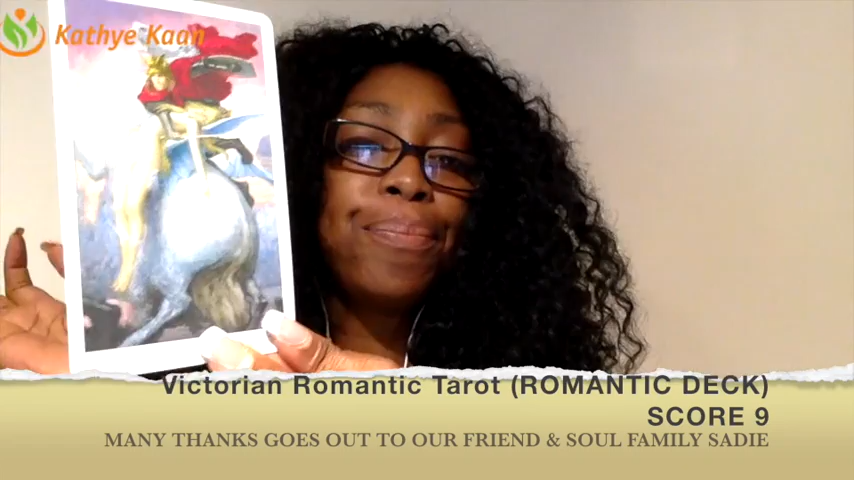 Kathye Kaan
Victorian Romantic Tarot (ROMANTIC DECK)
SCORE 9
MANY THANKS GOES OUT TO OUR FRIEND & SOUL FAMILY SADIE